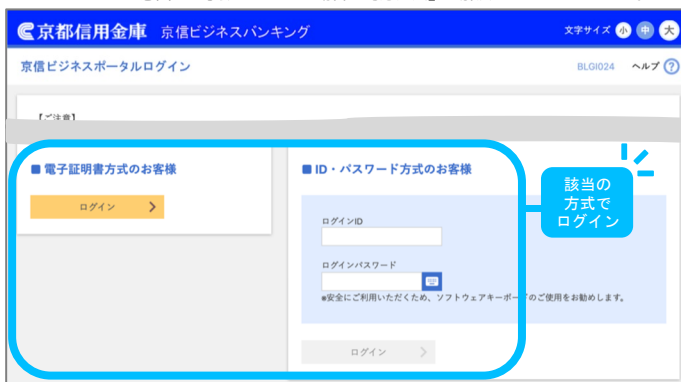 京都信用金庫 京信ビジネスバンキング 文字サイズ 小 中 大
京信ビジネスポータルログイン BLGI024 ヘルプ ?
【ご注意】
■電子証明書方式のお客様
ログイン
■ID・パスワード方式のお客様
ログインID
ログインパスワード
※安全にご利用いただくため、ソフトウェアキーボードのご使用をお勧めします。
ログイン
該当の
方式で
ログイン